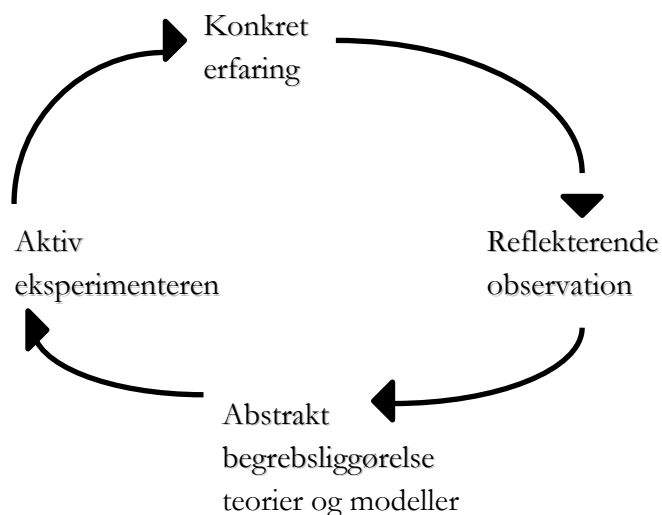 Konkret
erfaring
Reflekterende
observation
Abstrakt
begrebsliggørelse
teorier og modeller
Aktiv
eksperimenteren